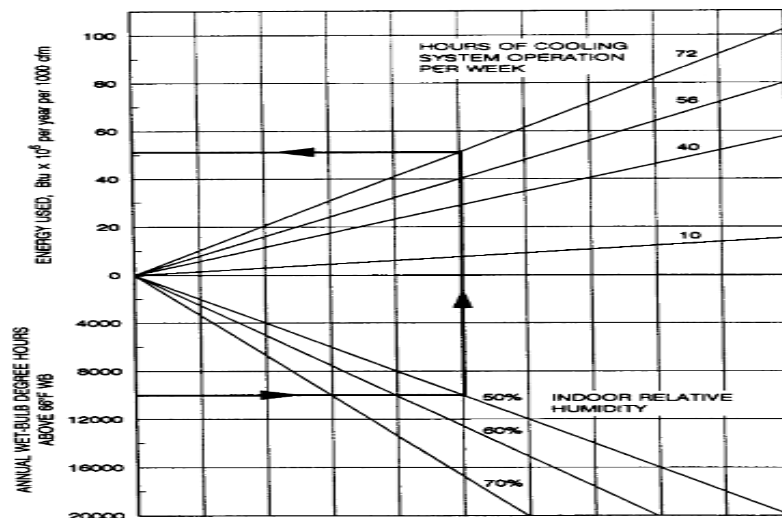 100
80
60
40
20
0
4000
8000
12000
16000
20000
ENERGY USED, Btu x 10⁶ per year per 1000 cfm
ANNUAL WET-BULB DEGREE HOURS
ABOVE 66°F WB
HOURS OF COOLING
SYSTEM OPERATION
PER WEEK
72
56
40
10
50%
60%
70%
INDOOR RELATIVE
HUMIDITY